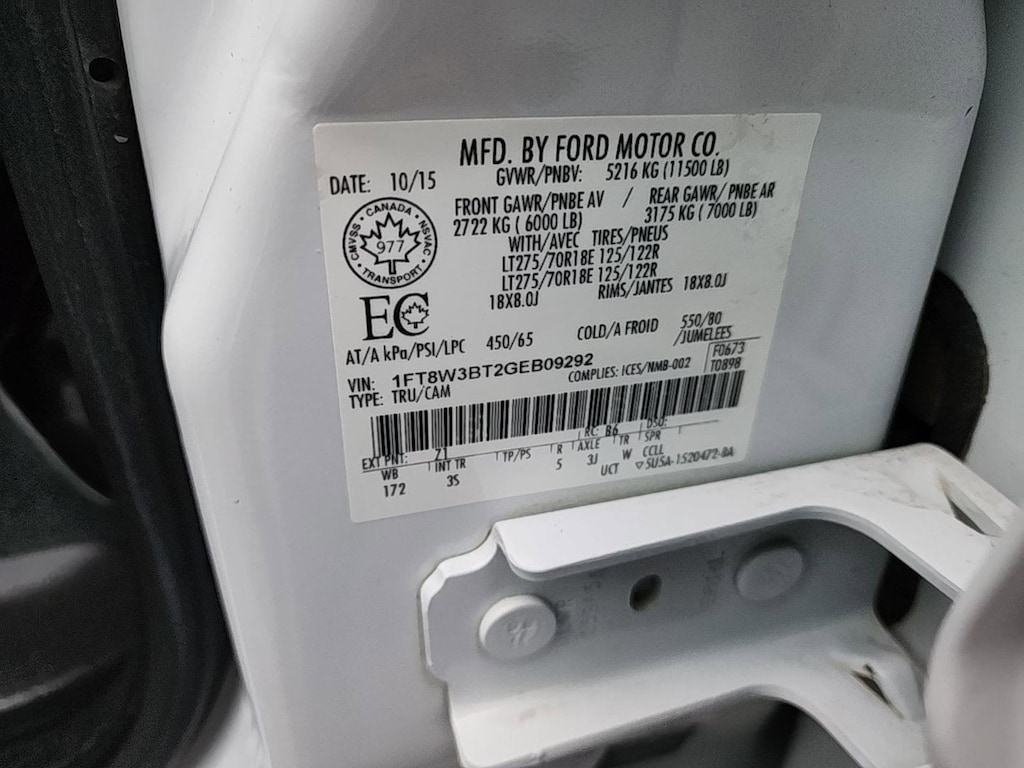 MFD. BY FORD MOTOR CO.
DATE: 10/15
GVWR/PNBV: 5216 KG (11500 LB)
FRONT GAWR/PNBE AV / REAR GAWR/ PNBE AR
2722 KG ( 6000 LB) 3175 KG ( 7000 LB)
WITH/AVEC TIRES/PNEUS
LT275/70R18E 125/122R
LT275/70R18E 125/122R
18X8.0J RIMS/JANTES 18X8.0J
CMVSS · CANADA · NSVAC
977
· TRANSPORT ·
EC
AT/A kPa/PSI/LPC 450/65 COLD/A FROID 550/80
/JUMELEES
VIN: 1FT8W3BT2GEB09292 F0673
TYPE: TRU/CAM COMPLIES: ICES/NMB-002 T0898
EXT PNT: Z1 RC: B6 DSO:
WB INT TR TP/PS R AXLE TR SPR
172 3S 5 3J W CCLL
UCT ▽5U5A-1520472-BA